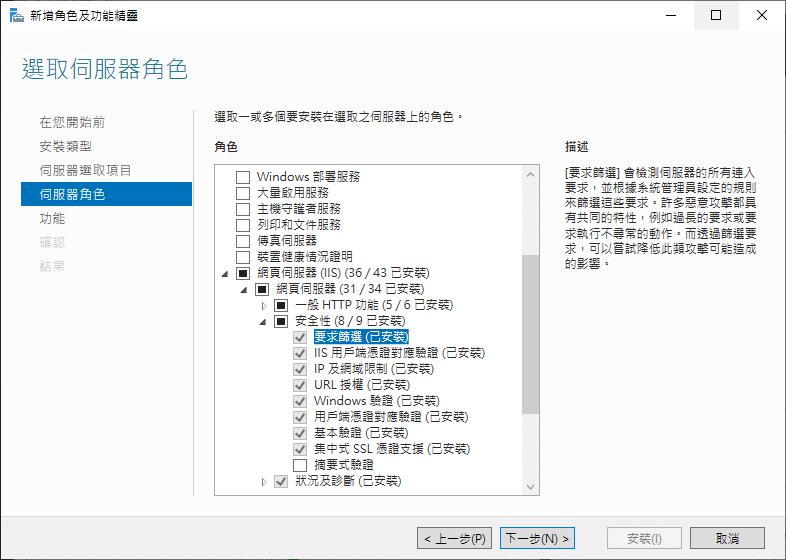 新增角色及功能精靈
選取伺服器角色
在您開始前
安裝類型
伺服器選取項目
伺服器角色
功能
確認
結果
選取一或多個要安裝在選取之伺服器上的角色。
角色
Windows 部署服務
大量啟用服務
主機守護者服務
列印和文件服務
傳真伺服器
裝置健康情況證明
網頁伺服器 (IIS) (36 / 43 已安裝)
網頁伺服器 (31 / 34 已安裝)
一般 HTTP 功能 (5 / 6 已安裝)
安全性 (8 / 9 已安裝)
要求篩選 (已安裝)
IIS 用戶端憑證對應驗證 (已安裝)
IP 及網域限制 (已安裝)
URL 授權 (已安裝)
Windows 驗證 (已安裝)
用戶端憑證對應驗證 (已安裝)
基本驗證 (已安裝)
集中式 SSL 憑證支援 (已安裝)
摘要式驗證
狀況及診斷 (已安裝)
描述
[要求篩選] 會檢測伺服器的所有連入
要求，並根據系統管理員設定的規則
來篩選這些要求。許多惡意攻擊都具
有共同的特性，例如過長的要求或要
求執行不尋常的動作。而透過篩選要
求，可以嘗試降低此類攻擊可能造成
的影響。
< 上一步(P)
下一步(N) >
安裝(I)
取消